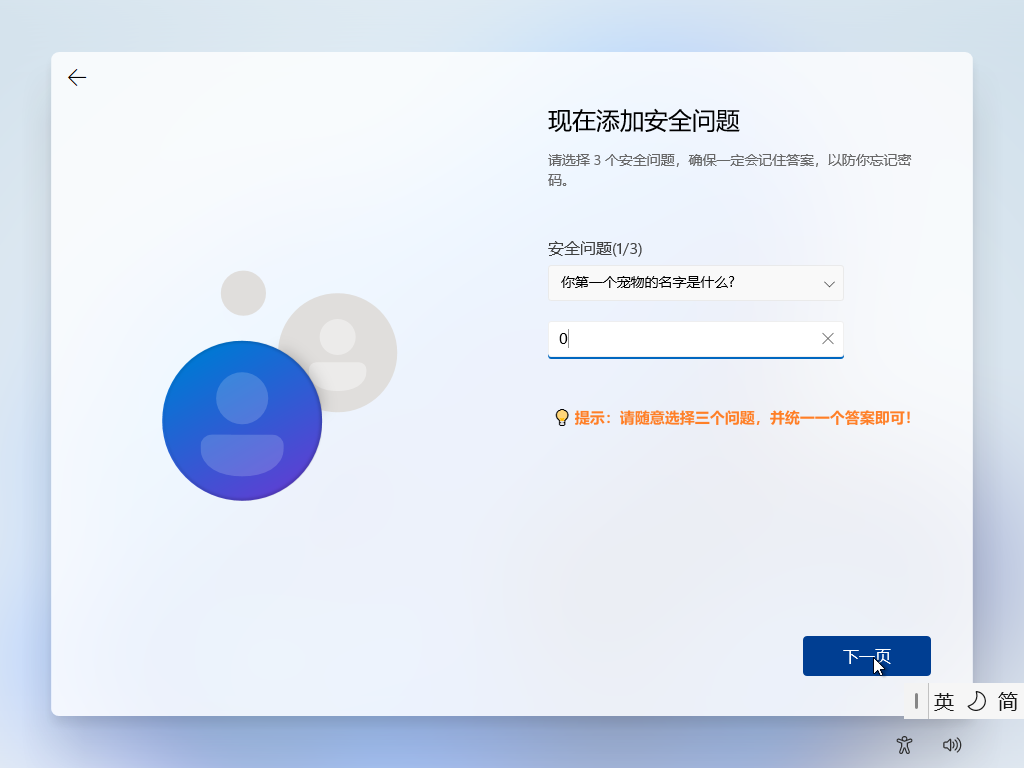 现在添加安全问题
请选择 3 个安全问题，确保一定会记住答案，以防你忘记密
码。
安全问题(1/3)
你第一个宠物的名字是什么?
0
提示：请随意选择三个问题，并统一一个答案即可！
下一页
英 简